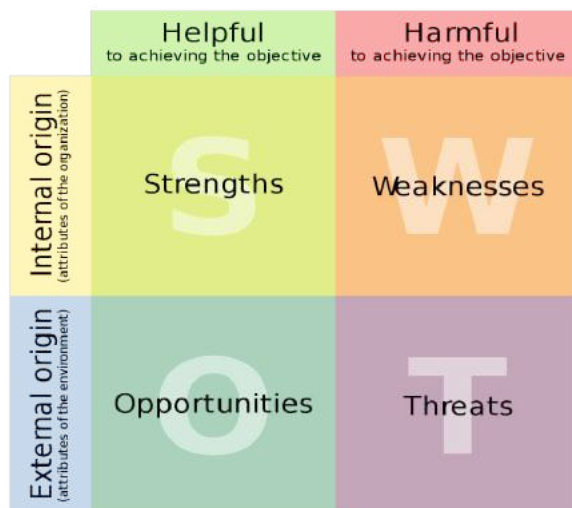 Helpful
to achieving the objective
Harmful
to achieving the objective
Internal origin
(attributes of the organization)
S
Strengths
W
Weaknesses
External origin
(attributes of the environment)
O
Opportunities
T
Threats